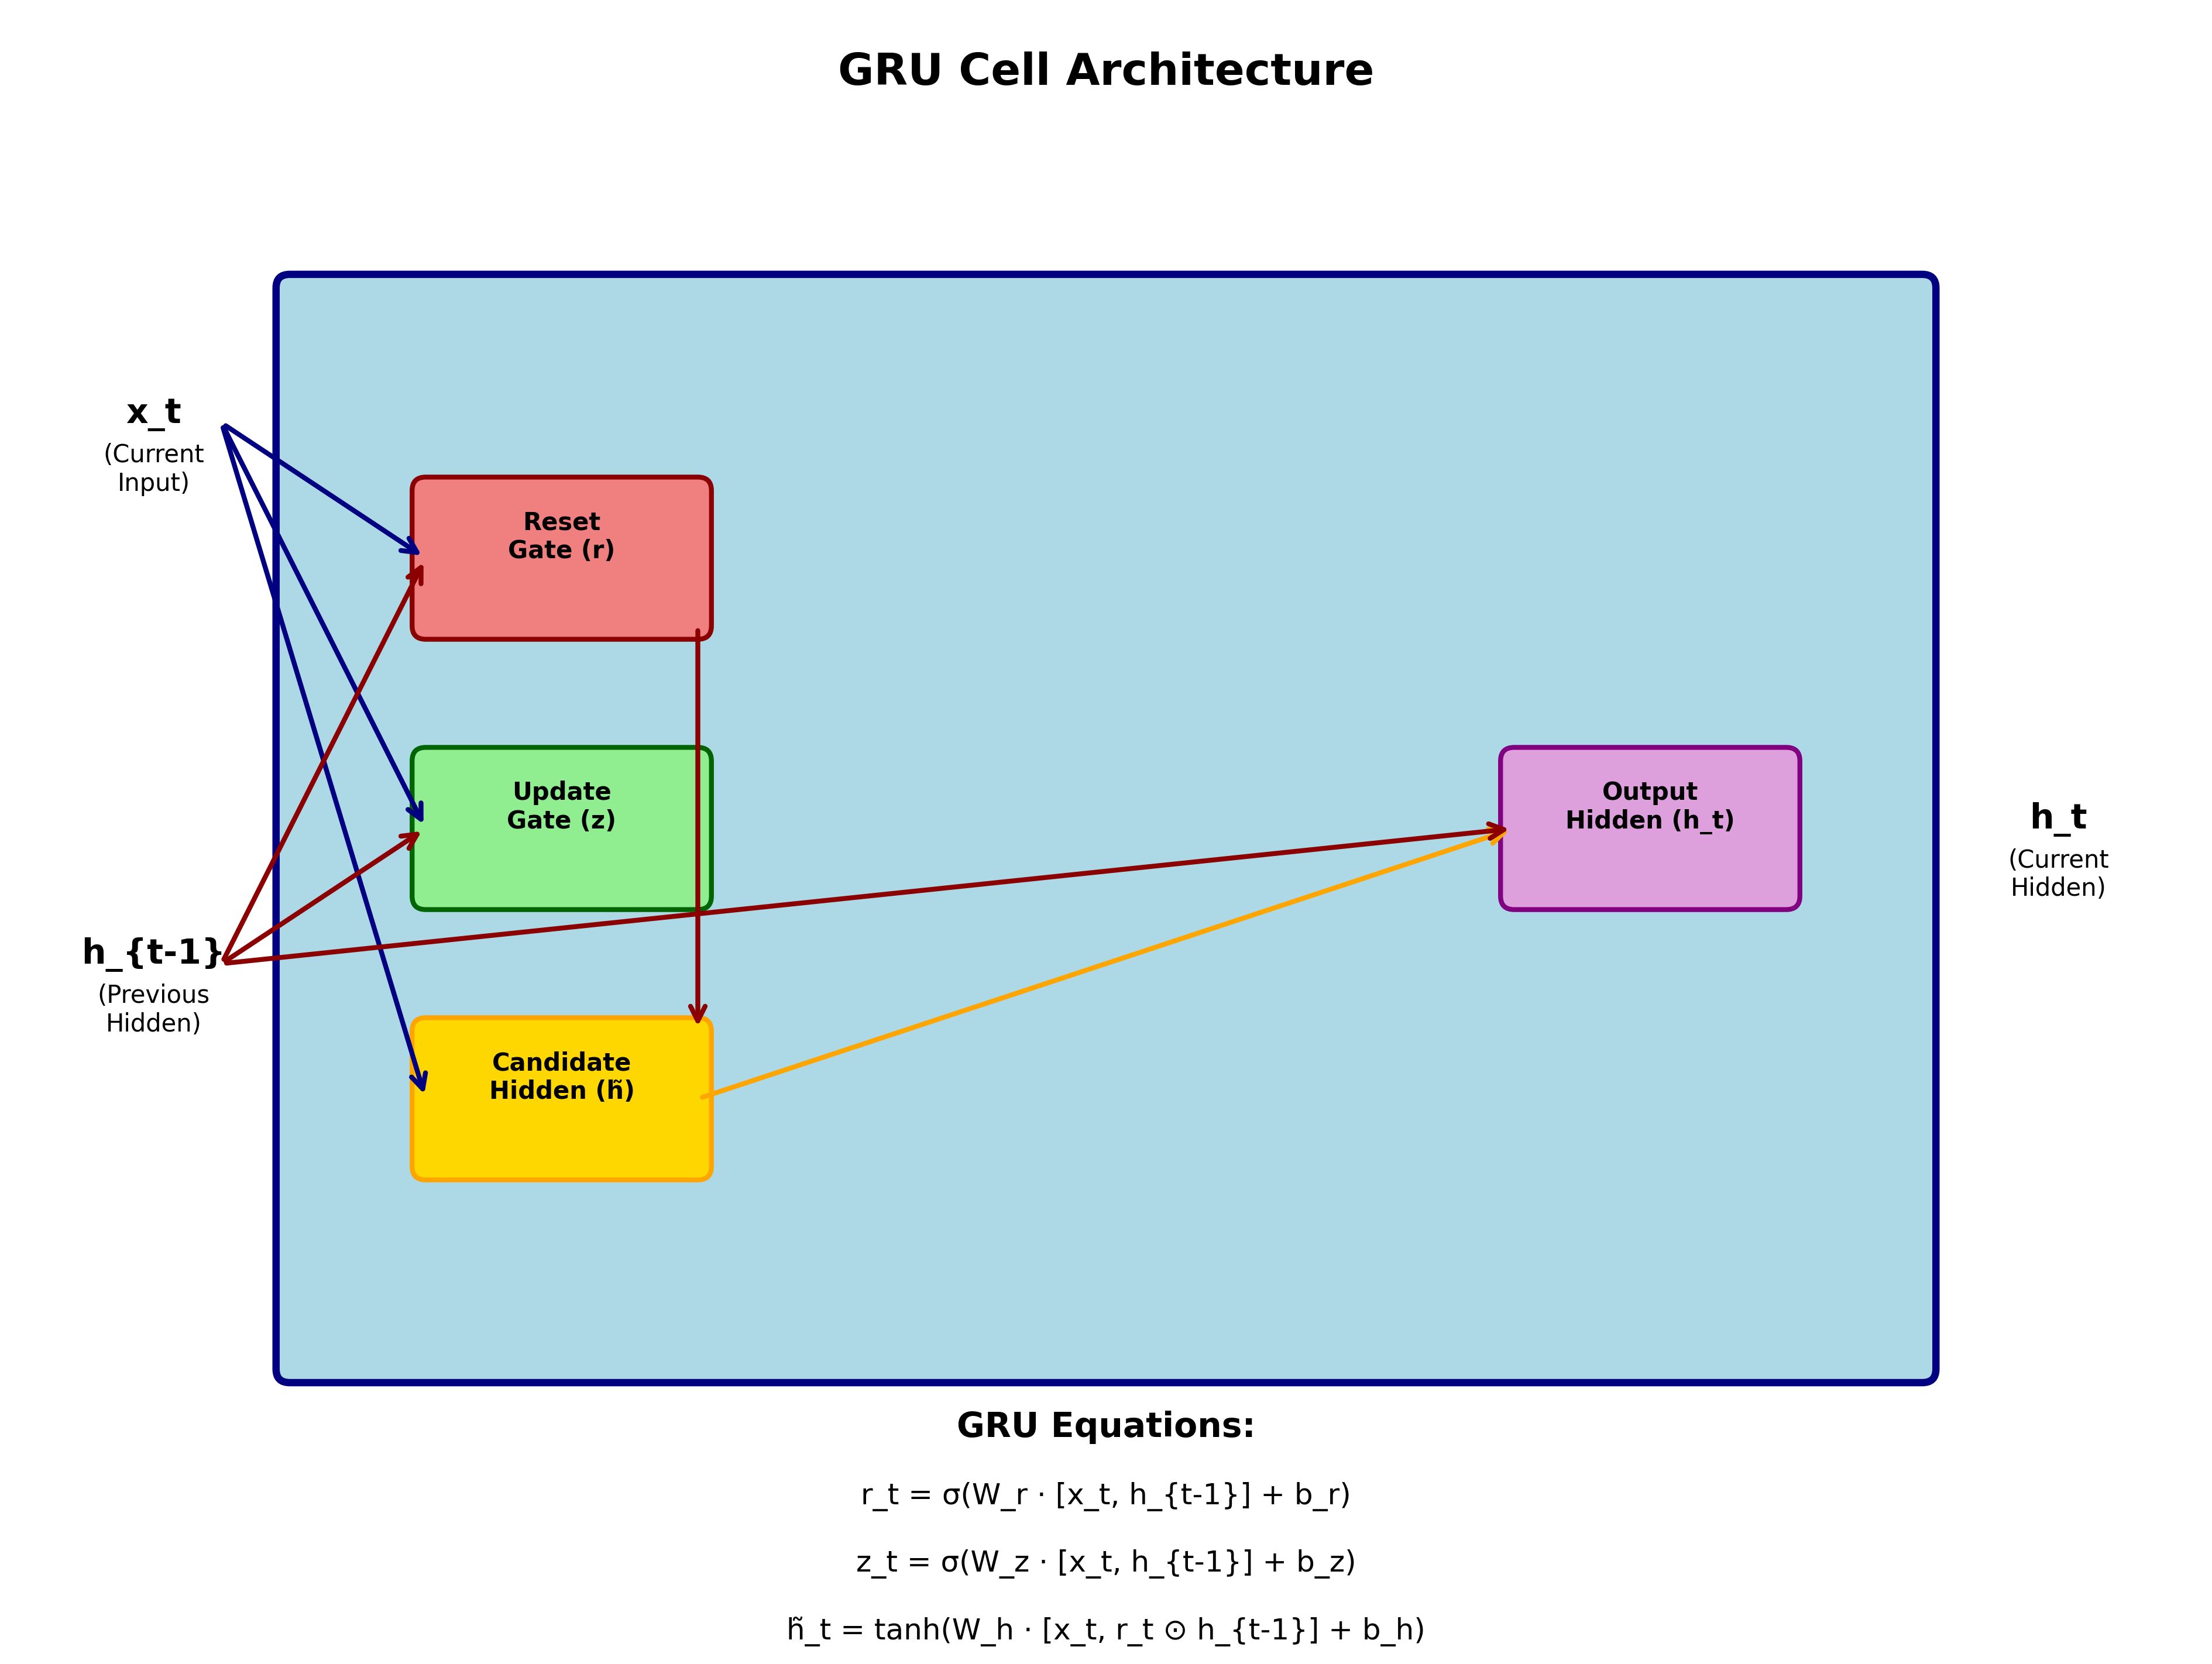 GRU Cell Architecture
x_t
(Current
Input)
Reset
Gate (r)
Update
Gate (z)
Output
Hidden (h_t)
h_t
(Current
Hidden)
h_{t-1}
(Previous
Hidden)
Candidate
Hidden (h̃)
GRU Equations:
r_t = σ(W_r · [x_t, h_{t-1}] + b_r)
z_t = σ(W_z · [x_t, h_{t-1}] + b_z)
h̃_t = tanh(W_h · [x_t, r_t ⊙ h_{t-1}] + b_h)